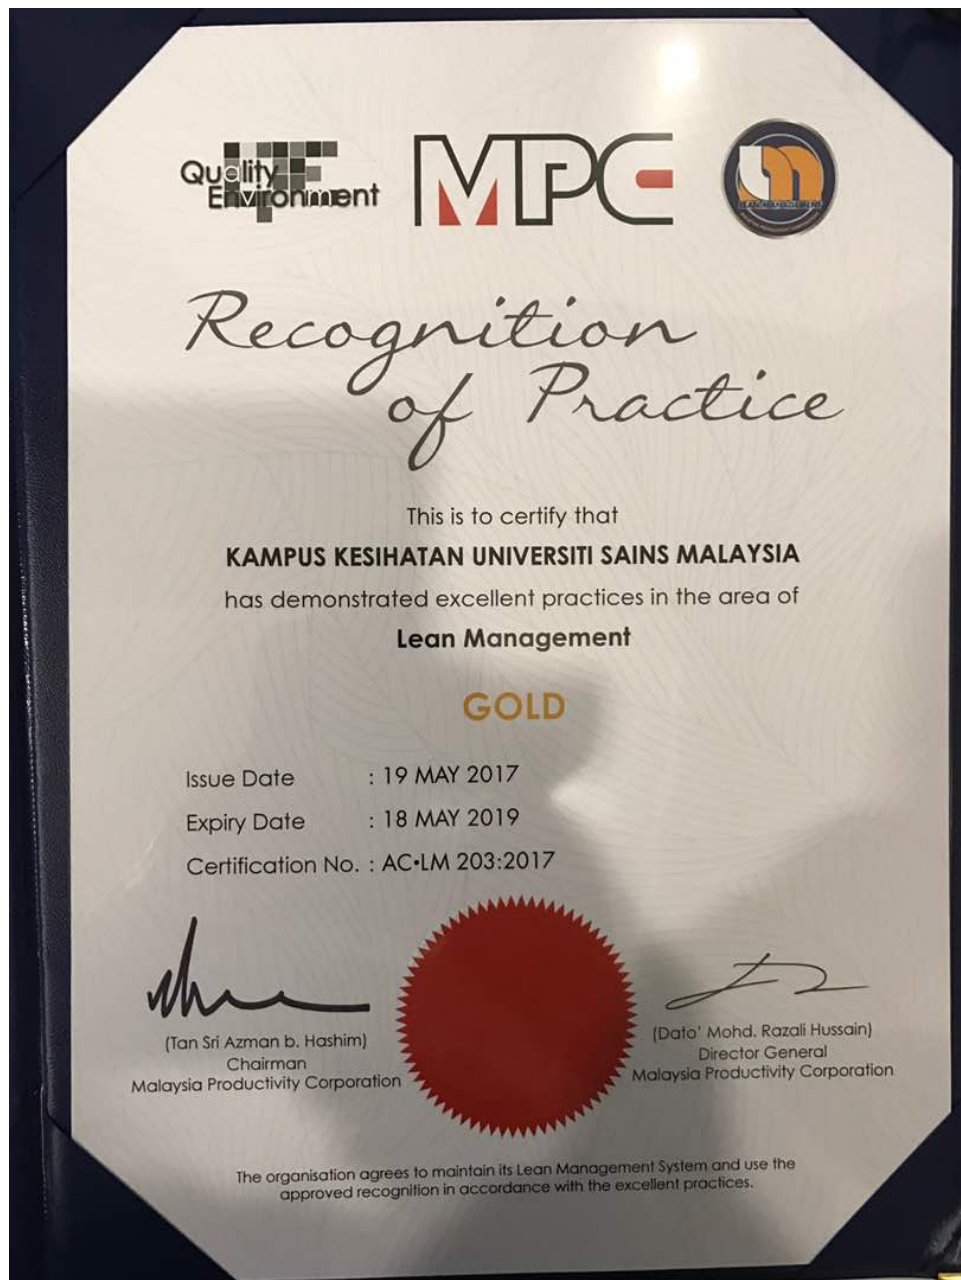 Quality
Environment
MPC
Recognition
of Practice
This is to certify that
KAMPUS KESIHATAN UNIVERSITI SAINS MALAYSIA
has demonstrated excellent practices in the area of
Lean Management
GOLD
Issue Date : 19 MAY 2017
Expiry Date : 18 MAY 2019
Certification No. : AC•LM 203:2017
(Tan Sri Azman b. Hashim)
Chairman
Malaysia Productivity Corporation
(Dato' Mohd. Razali Hussain)
Director General
Malaysia Productivity Corporation
The organisation agrees to maintain its Lean Management System and use the
approved recognition in accordance with the excellent practices.